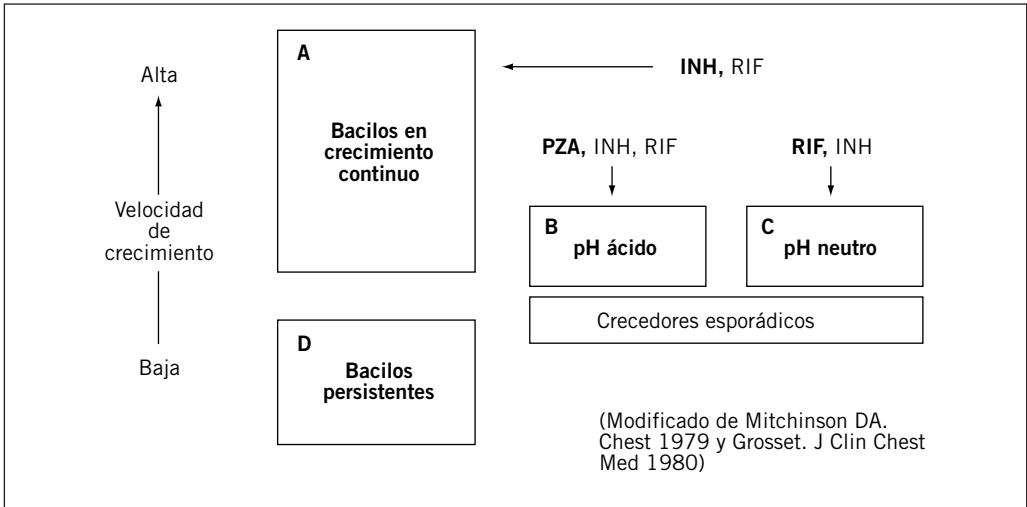 A
Alta
INH, RIF
Bacilos en
crecimiento
continuo
PZA, INH, RIF
RIF, INH
Velocidad
de
crecimiento
B
pH ácido
C
pH neutro
Crecedores esporádicos
D
Baja
Bacilos
persistentes
(Modificado de Mitchinson DA.
Chest 1979 y Grosset. J Clin Chest
Med 1980)